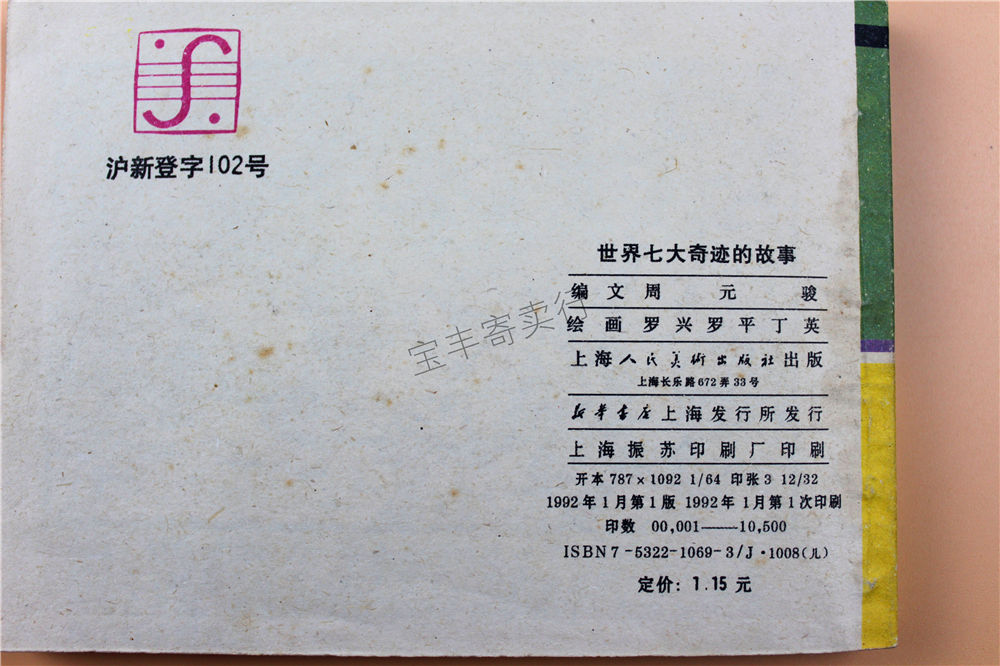 沪新登字102号
世界七大奇迹的故事
编文 周元骏
绘画 罗兴 罗平 丁英
上海人民美術出版社出版
上海长乐路672弄33号
新华书店上海发行所发行
上海振苏印刷厂印刷
开本 787×1092 1/64 印张 3 12/32
1992年1月第1版 1992年1月第1次印刷
印数 00,001——10,500
ISBN7-5322-1069-3/J·1008(儿)
定价: 1.15元
宝丰寄卖行